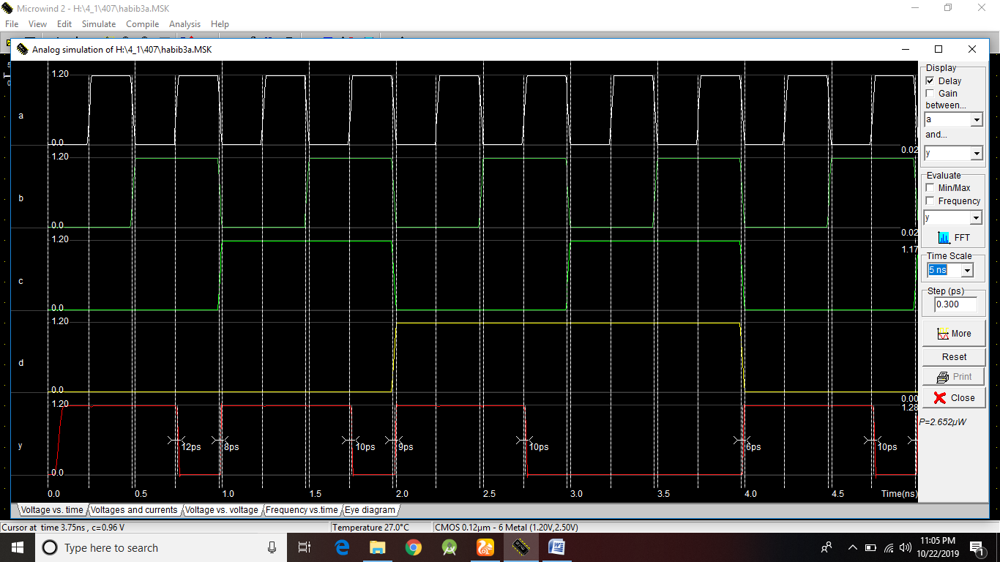 Microwind 2 - H:\4_1\407\habib3a.MSK
File View Edit Simulate Compile Analysis Help
Analog simulation of H:\4_1\407\habib3a.MSK
1.20
a
0.0
0.02
1.20
b
0.0
0.02
1.20
1.17
c
0.0
1.20
d
0.0
0.00
1.20
1.28
y
12ps 8ps 10ps 9ps 10ps 6ps 10ps
0.0
0.0 0.5 1.0 1.5 2.0 2.5 3.0 3.5 4.0 4.5 Time(ns)
Display
Delay
Gain
between...
a
and...
y
Evaluate
Min/Max
Frequency
y
FFT
Time Scale
5 ns
Step (ps)
0.300
More
Reset
Print
Close
P=2.652µW
Voltage vs. time Voltages and currents Voltage vs. voltage Frequency vs.time Eye diagram
Cursor at time 3.75ns , c=0.96 V Temperature 27.0°C CMOS 0.12µm - 6 Metal (1.20V,2.50V)
Type here to search
11:05 PM
10/22/2019
1